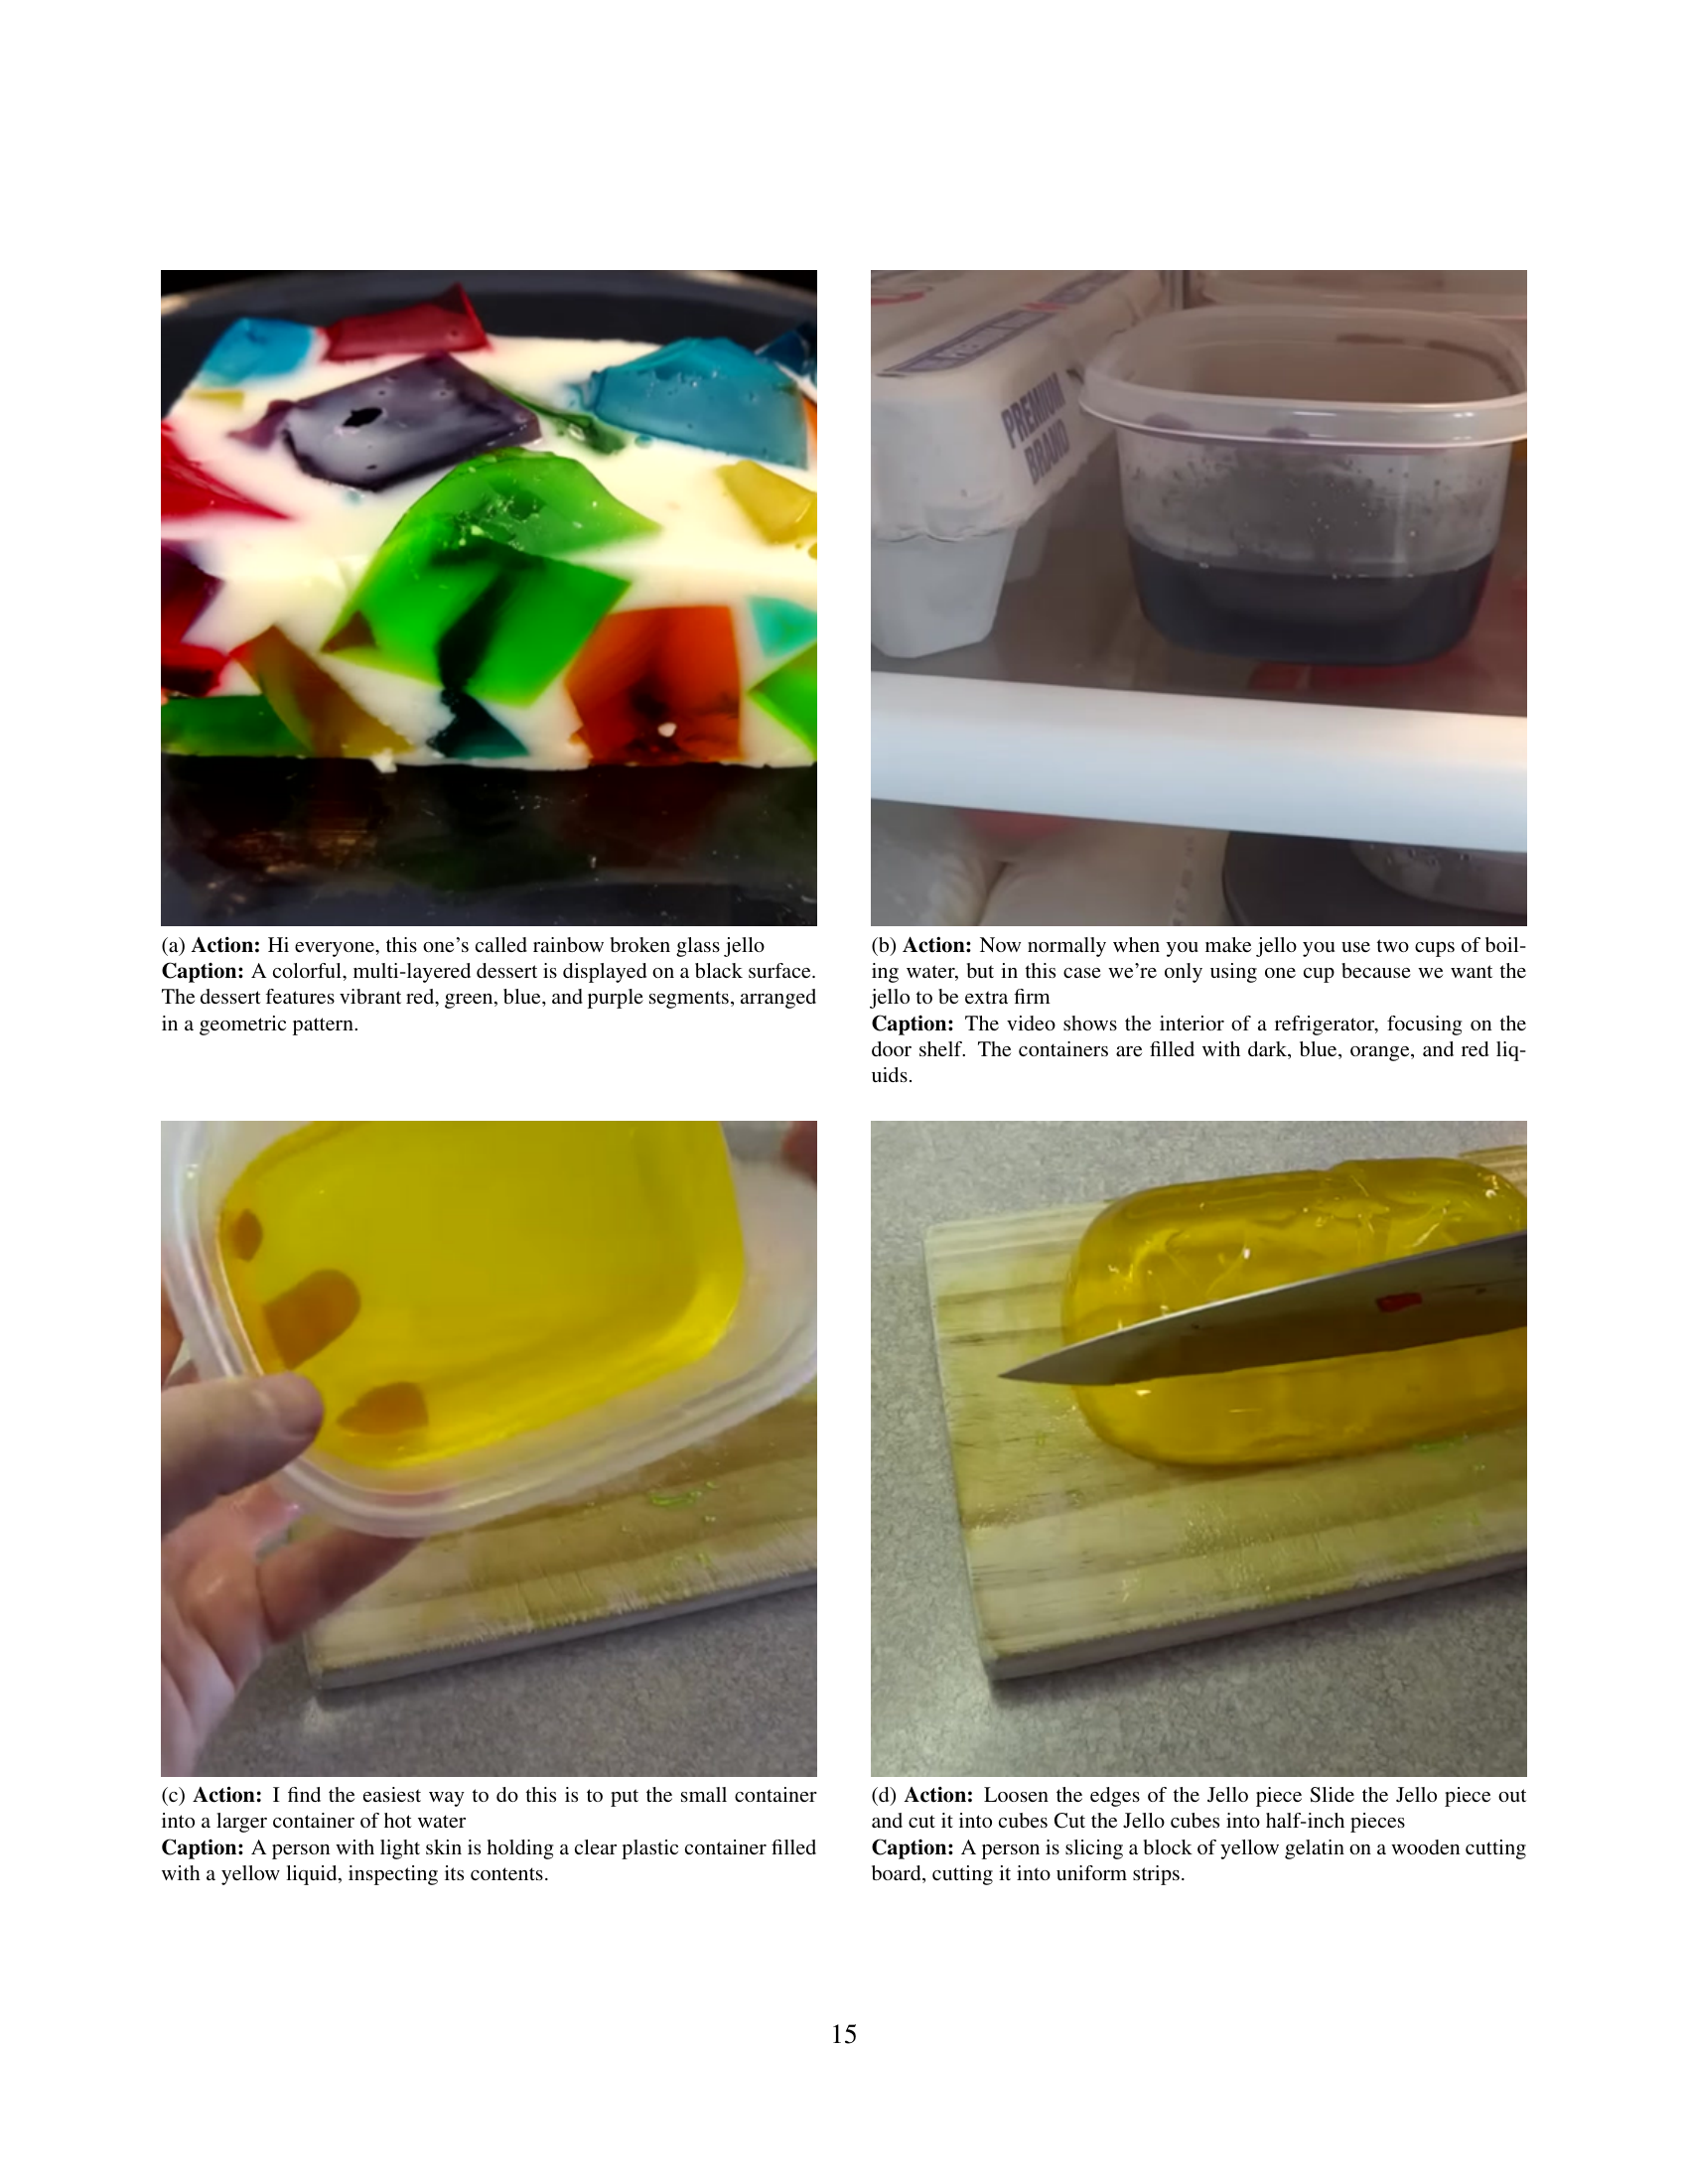 PREMIUM
BRAND
(a) Action: Hi everyone, this one's called rainbow broken glass jello
Caption: A colorful, multi-layered dessert is displayed on a black surface.
The dessert features vibrant red, green, blue, and purple segments, arranged
in a geometric pattern.
(b) Action: Now normally when you make jello you use two cups of boil-
ing water, but in this case we're only using one cup because we want the
jello to be extra firm
Caption: The video shows the interior of a refrigerator, focusing on the
door shelf. The containers are filled with dark, blue, orange, and red liq-
uids.
(c) Action: I find the easiest way to do this is to put the small container
into a larger container of hot water
Caption: A person with light skin is holding a clear plastic container filled
with a yellow liquid, inspecting its contents.
(d) Action: Loosen the edges of the Jello piece Slide the Jello piece out
and cut it into cubes Cut the Jello cubes into half-inch pieces
Caption: A person is slicing a block of yellow gelatin on a wooden cutting
board, cutting it into uniform strips.
15